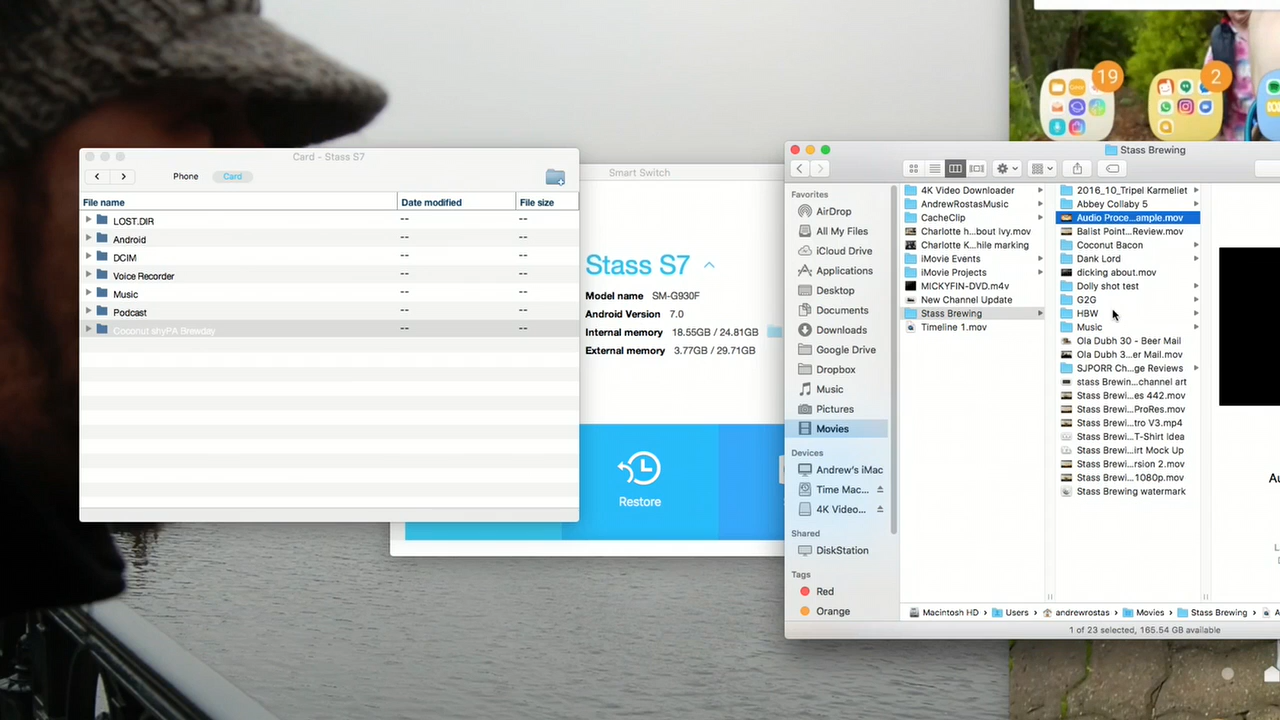 19
2
Card - Stass S7
Phone
Card
File name
Date modified
File size
LOST.DIR
--
--
Android
--
--
DCIM
--
--
Voice Recorder
--
--
Music
--
--
Podcast
--
--
Coconut shyPA Brewday
--
--
Smart Switch
Stass S7
Model name SM-G930F
Android Version 7.0
Internal memory 18.55GB / 24.81GB
External memory 3.77GB / 29.71GB
Restore
Stass Brewing
Favorites
AirDrop
All My Files
iCloud Drive
Applications
Desktop
Documents
Downloads
Google Drive
Dropbox
Music
Pictures
Movies
Devices
Andrew's iMac
Time Mac...
4K Video...
Shared
DiskStation
Tags
Red
Orange
4K Video Downloader
AndrewRostasMusic
CacheClip
Charlotte h...bout Ivy.mov
Charlotte K...hile marking
iMovie Events
iMovie Projects
MICKYFIN-DVD.m4v
New Channel Update
Stass Brewing
Timeline 1.mov
2016_10_Tripel Karmeliet
Abbey Collaby 5
Audio Proce...ample.mov
Balist Point...Review.mov
Coconut Bacon
Dank Lord
dicking about.mov
Dolly shot test
G2G
HBW
Music
Ola Dubh 30 - Beer Mail
Ola Dubh 3...er Mail.mov
SJPORR Ch...ge Reviews
stass Brewin...channel art
Stass Brewi...es 442.mov
Stass Brewi...ProRes.mov
Stass Brewi...tro V3.mp4
Stass Brewi...T-Shirt Idea
Stass Brewi...irt Mock Up
Stass Brewi...rsion 2.mov
Stass Brewi...1080p.mov
Stass Brewing watermark
Macintosh HD
Users
andrewrostas
Movies
Stass Brewing
1 of 23 selected, 165.54 GB available